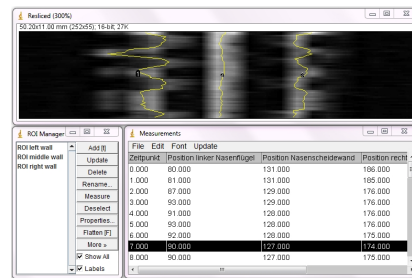 Resliced (300%)
50.20x11.00 mm (252x55); 16-bit; 27K
ROI Manager
ROI left wall
ROI middle wall
ROI right wall
Add [t]
Update
Delete
Rename...
Measure
Deselect
Properties...
Flatten [F]
More »
Show All
Labels
Measurements
File Edit Font Update
Zeitpunkt Position linker Nasenflügel Position Nasenscheidewand Position recht
0.000 80.000 131.000 186.000
1.000 81.000 131.000 185.000
2.000 87.000 129.000 176.000
3.000 93.000 129.000 176.000
4.000 91.000 128.000 176.000
5.000 93.000 128.000 176.000
6.000 92.000 128.000 175.000
7.000 90.000 127.000 174.000
8.000 90.000 127.000 175.000